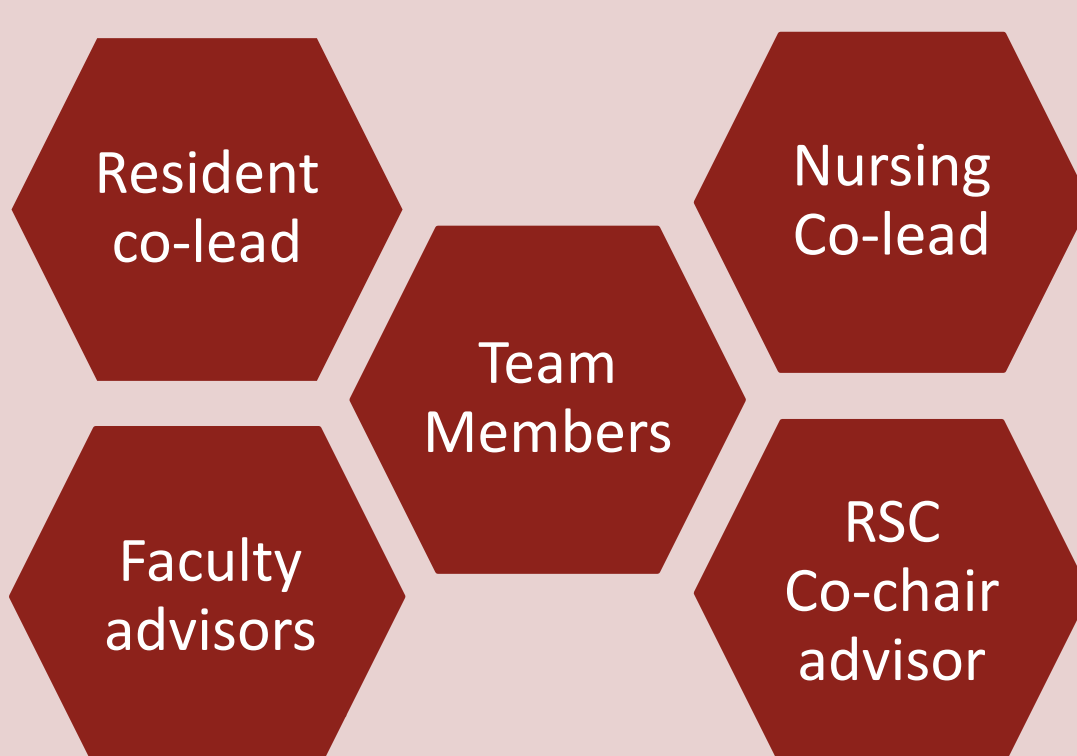 Resident
co-lead
Nursing
Co-lead
Team
Members
Faculty
advisors
RSC
Co-chair
advisor